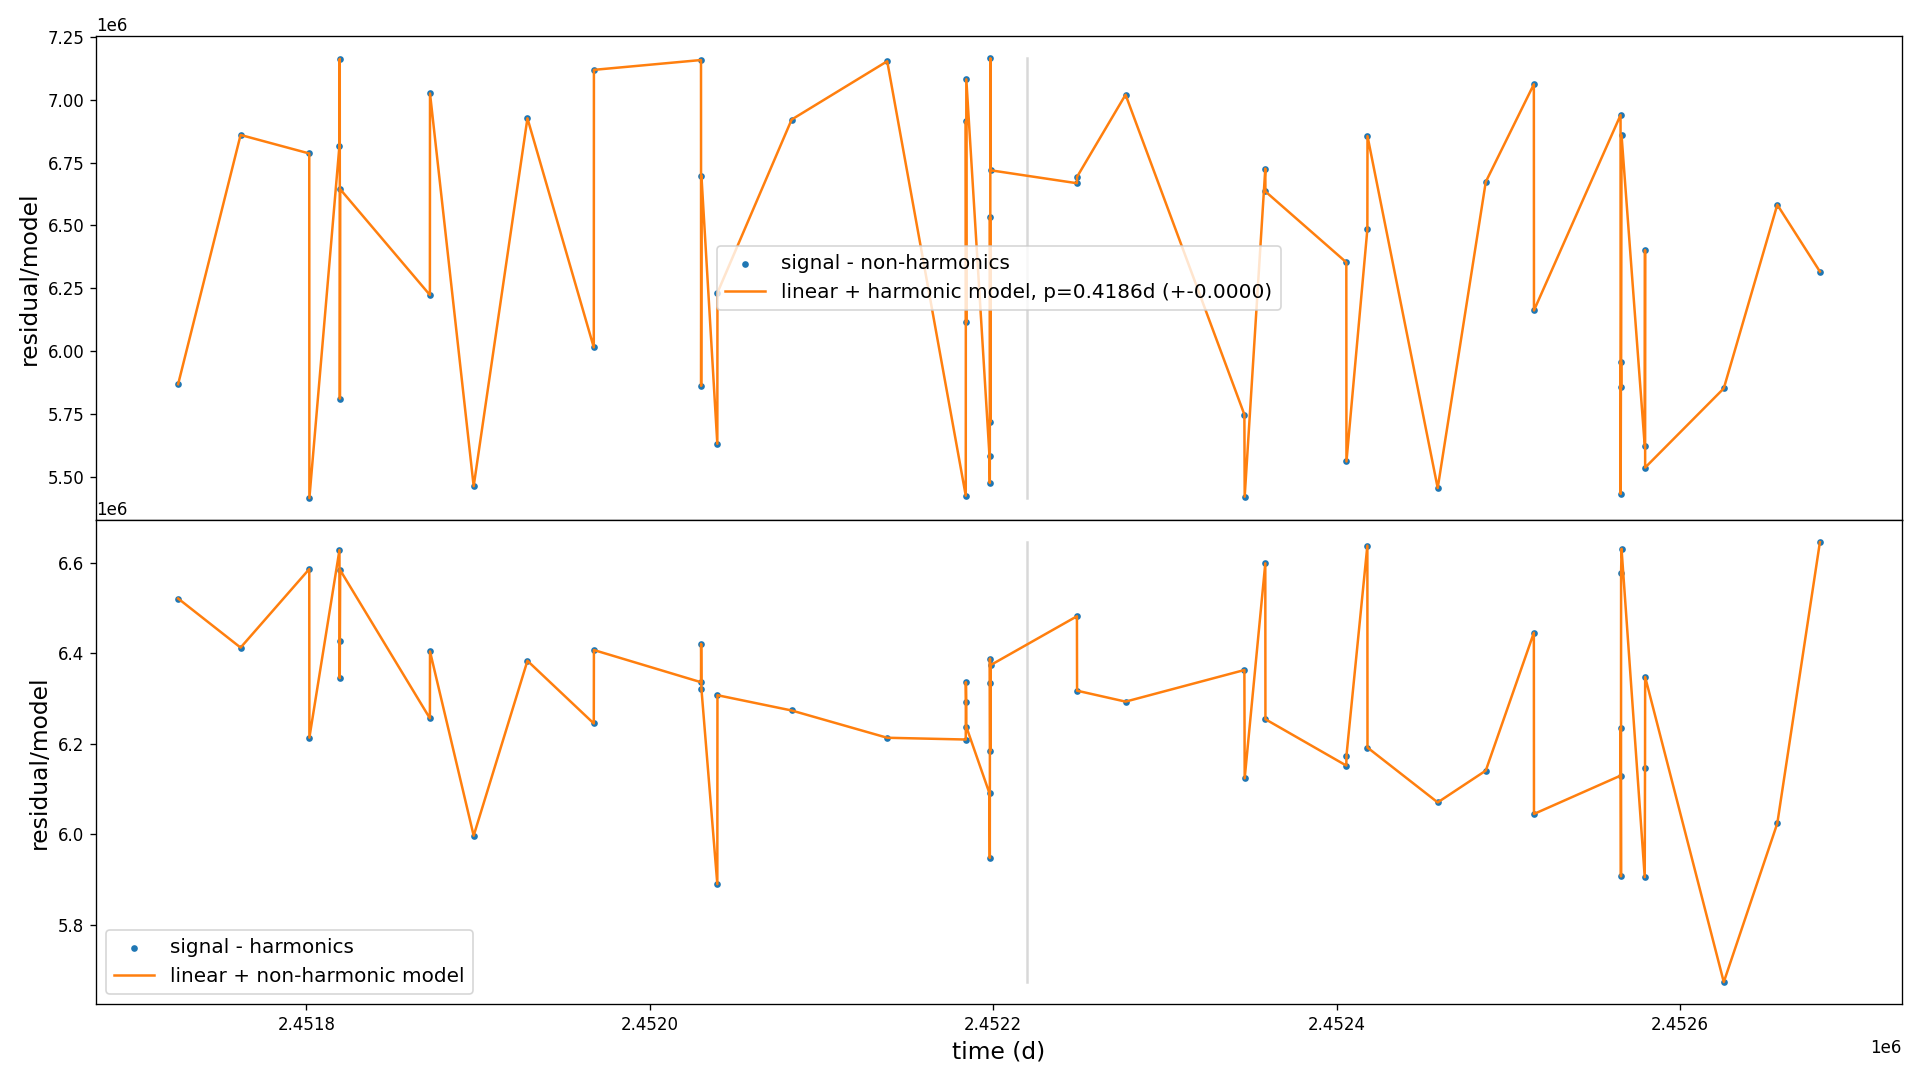 1e6
7.25
7.00
6.75
6.50
6.25
6.00
5.75
5.50
residual/model
signal - non-harmonics
linear + harmonic model, p=0.4186d (+-0.0000)
1e6
6.6
6.4
6.2
6.0
5.8
residual/model
signal - harmonics
linear + non-harmonic model
2.4518
2.4520
2.4522
2.4524
2.4526
time (d)
1e6